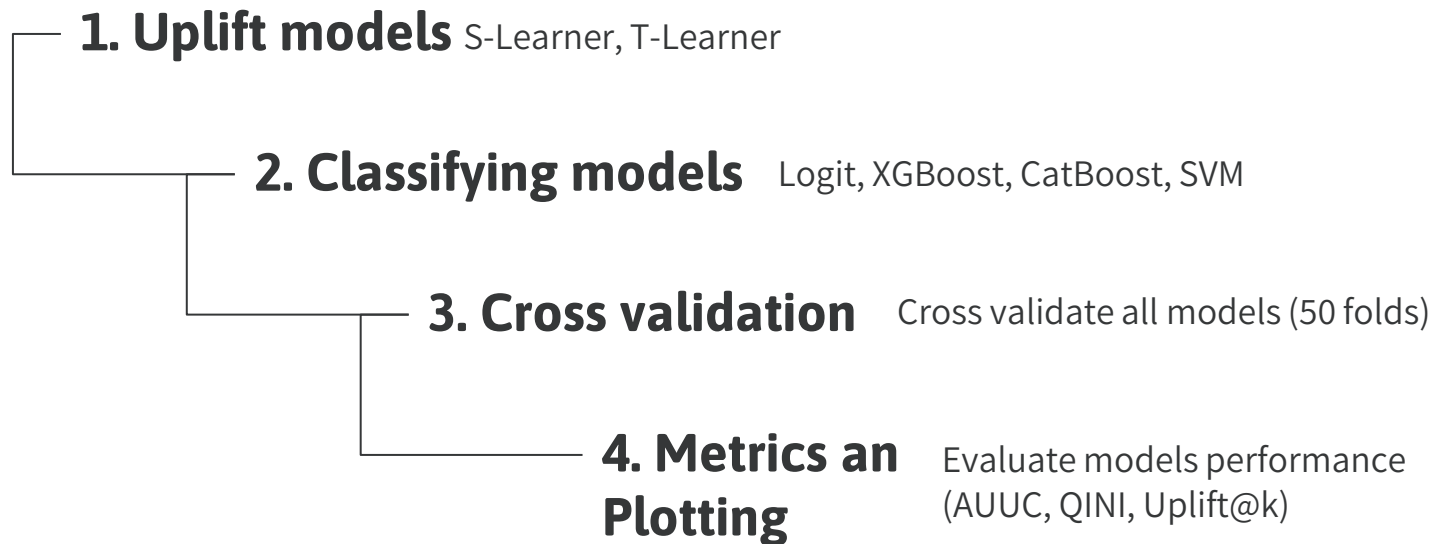 1. Uplift models S-Learner, T-Learner
2. Classifying models Logit, XGBoost, CatBoost, SVM
3. Cross validation Cross validate all models (50 folds)
4. Metrics an
Plotting
Evaluate models performance
(AUUC, QINI, Uplift@k)